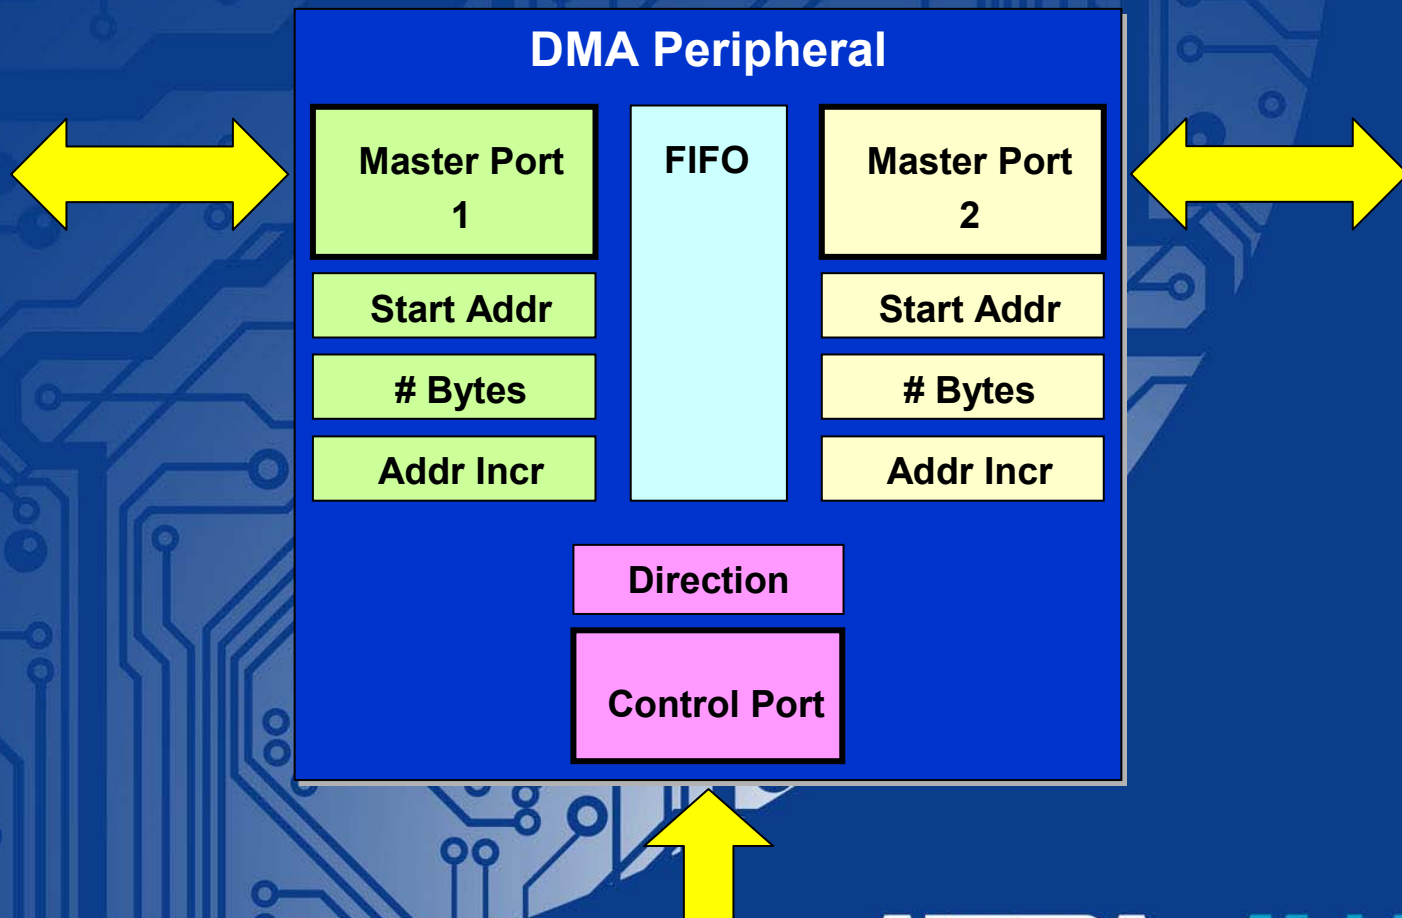 DMA Peripheral
Master Port
1
Start Addr
# Bytes
Addr Incr
FIFO
Master Port
2
Start Addr
# Bytes
Addr Incr
Direction
Control Port